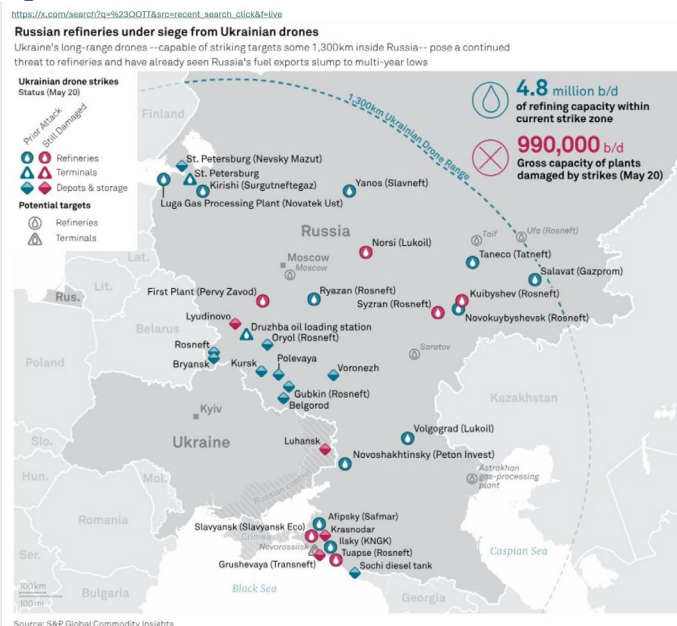 https://x.com/search?q=%23OOTT&src=recent_search_click&f=live
Russian refineries under siege from Ukrainian drones
Ukraine's long-range drones --capable of striking targets some 1,300km inside Russia-- pose a continued
threat to refineries and have already seen Russia's fuel exports slump to multi-year lows
Ukrainian drone strikes
Status (May 20)
Prior Attack
Still Damaged
Refineries
Terminals
Depots & storage
Potential targets
Refineries
Terminals
4.8 million b/d
of refining capacity within
current strike zone
990,000 b/d
Gross capacity of plants
damaged by strikes (May 20)
1,300km Ukrainian Drone Range
Finland
St. Petersburg (Nevsky Mazut)
St. Petersburg
Kirishi (Surgutneftegaz)
Luga Gas Processing Plant (Novatek Ust)
Yanos (Slavneft)
Russia
Norsi (Lukoil)
Taif
Ufa (Rosneft)
Taneco (Tatneft)
Salavat (Gazprom)
Moscow
Moscow
Lat.
Lit.
Rus.
First Plant (Pervy Zavod)
Ryazan (Rosneft)
Kuibyshev (Rosneft)
Syzran (Rosneft)
Novokuybyshevsk (Rosneft)
Lyudinovo
Druzhba oil loading station
Belarus
Oryol (Rosneft)
Rosneft
Bryansk
Kursk
Polevaya
Voronezh
Saratov
Poland
Gubkin (Rosneft)
Belgorod
Kazakhstan
Kyiv
Ukraine
Slo.
Luhansk
Volgograd (Lukoil)
Novoshakhtinsky (Peton Invest)
Hun.
Mol.
Russian control
Astrakhan
gas-processing
plant
Romania
Afipsky (Safmar)
Slavyansk (Slavyansk Eco)
Krasnodar
Crimea
Ilsky (KNGK)
Novorossiisk
Tuapse (Rosneft)
Grushevaya (Transneft)
Sochi diesel tank
Ser.
Caspian Sea
100 km
100 mi
Bulgaria
Black Sea
Georgia
Source: S&P Global Commodity Insights